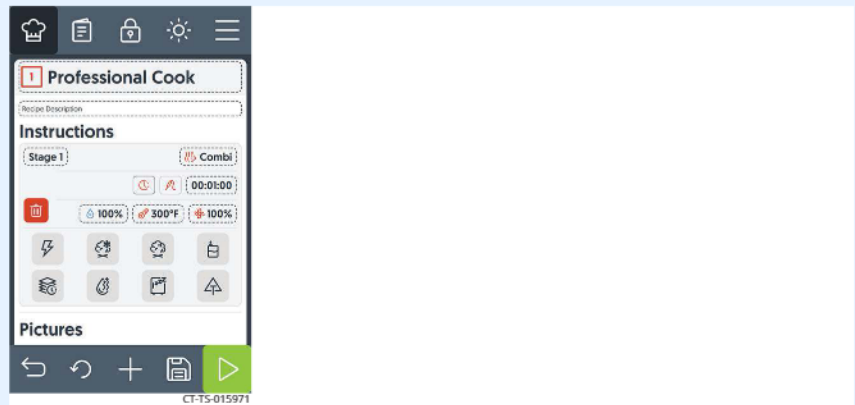 1 Professional Cook
Recipe Description
Instructions
Stage 1 Combi
00:01:00
100% 300°F 100%
Pictures
CT-TS-015971